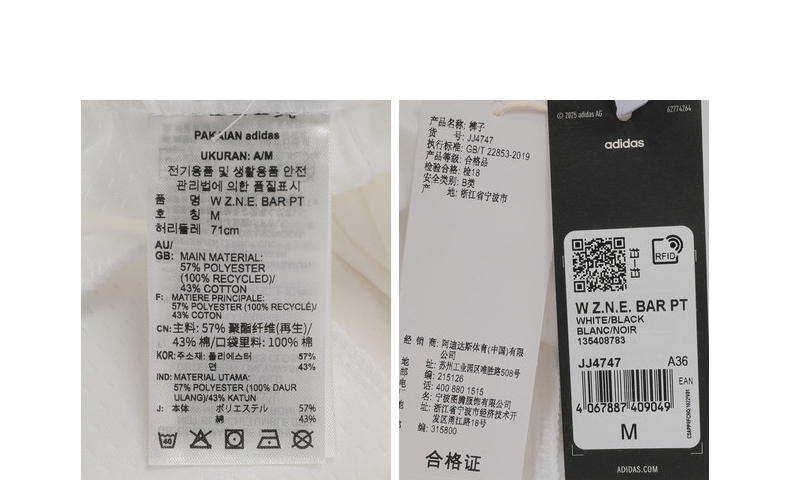 PAKAIAN adidas
UKURAN: A/M
전기용품 및 생활용품 안전
관리법에 의한 품질표시
품 명 W Z.N.E. BAR PT
호 칭 M
허리둘레 71cm
AU/
GB: MAIN MATERIAL:
57% POLYESTER
(100% RECYCLED)/
43% COTTON
F: MATIERE PRINCIPALE:
57% POLYESTER (100% RECYCLÉ)/
43% COTON
CN: 主料: 57% 聚酯纤维(再生)/
43% 棉/口袋里料: 100% 棉
KOR: 주소재: 폴리에스터 57%
면 43%
IND: MATERIAL UTAMA:
57% POLYESTER (100% DAUR
ULANG)/43% KATUN
J: 本体 ポリエステル 57%
綿 43%
40
产品名称: 裤子
货 号: JJ4747
执行标准: GB/T 22853-2019
产品等级: 合格品
检验合格: 检18
安全类别: B类
产 地: 浙江省宁波市
经 销 商: 阿迪达斯体育(中国)有限
公司
地 址: 苏州工业园区唯胜路508号
邮 编: 215126
电 话: 400 880 1515
名: 宁波图腾服饰有限公司
址: 浙江省宁波市经济技术开
发区甬江路18号
邮 编: 315800
合格证
© 2025 adidas AG
62774264
adidas
RFID
W Z.N.E. BAR PT
WHITE/BLACK
BLANC/NOIR
135408783
JJ4747 A36
EAN
4 067887 409049
M
ADIDAS.COM